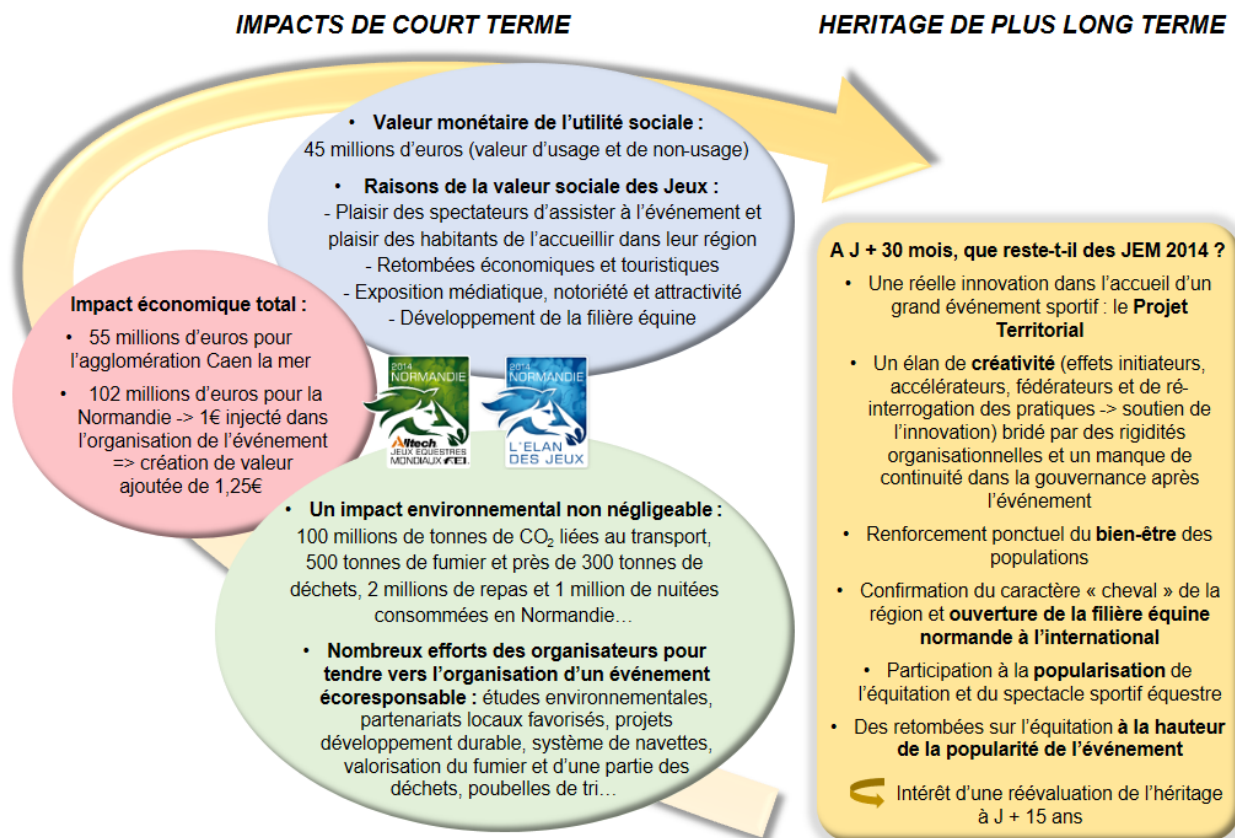 IMPACTS DE COURT TERME
HERITAGE DE PLUS LONG TERME
• Valeur monétaire de l'utilité sociale :
45 millions d'euros (valeur d'usage et de non-usage)
• Raisons de la valeur sociale des Jeux :
- Plaisir des spectateurs d'assister à l'événement et
plaisir des habitants de l'accueillir dans leur région
- Retombées économiques et touristiques
- Exposition médiatique, notoriété et attractivité
- Développement de la filière équine
Impact économique total :
• 55 millions d'euros pour
l'agglomération Caen la mer
• 102 millions d'euros pour la
Normandie -> 1€ injecté dans
l'organisation de l'événement
=> création de valeur
ajoutée de 1,25€
2014
NORMANDIE
Alltech
JEUX EQUESTRES
MONDIAUX FEI
2014
NORMANDIE
L'ELAN
DES JEUX
• Un impact environnemental non négligeable :
100 millions de tonnes de CO₂ liées au transport,
500 tonnes de fumier et près de 300 tonnes de
déchets, 2 millions de repas et 1 million de nuitées
consommées en Normandie…
• Nombreux efforts des organisateurs pour
tendre vers l'organisation d'un événement
écoresponsable : études environnementales,
partenariats locaux favorisés, projets
développement durable, système de navettes,
valorisation du fumier et d'une partie des
déchets, poubelles de tri…
A J + 30 mois, que reste-t-il des JEM 2014 ?
• Une réelle innovation dans l'accueil d'un
grand événement sportif : le Projet
Territorial
• Un élan de créativité (effets initiateurs,
accélérateurs, fédérateurs et de ré-
interrogation des pratiques -> soutien de
l'innovation) bridé par des rigidités
organisationnelles et un manque de
continuité dans la gouvernance après
l'événement
• Renforcement ponctuel du bien-être des
populations
• Confirmation du caractère « cheval » de la
région et ouverture de la filière équine
normande à l'international
• Participation à la popularisation de
l'équitation et du spectacle sportif équestre
• Des retombées sur l'équitation à la hauteur
de la popularité de l'événement
Intérêt d'une réévaluation de l'héritage
à J + 15 ans